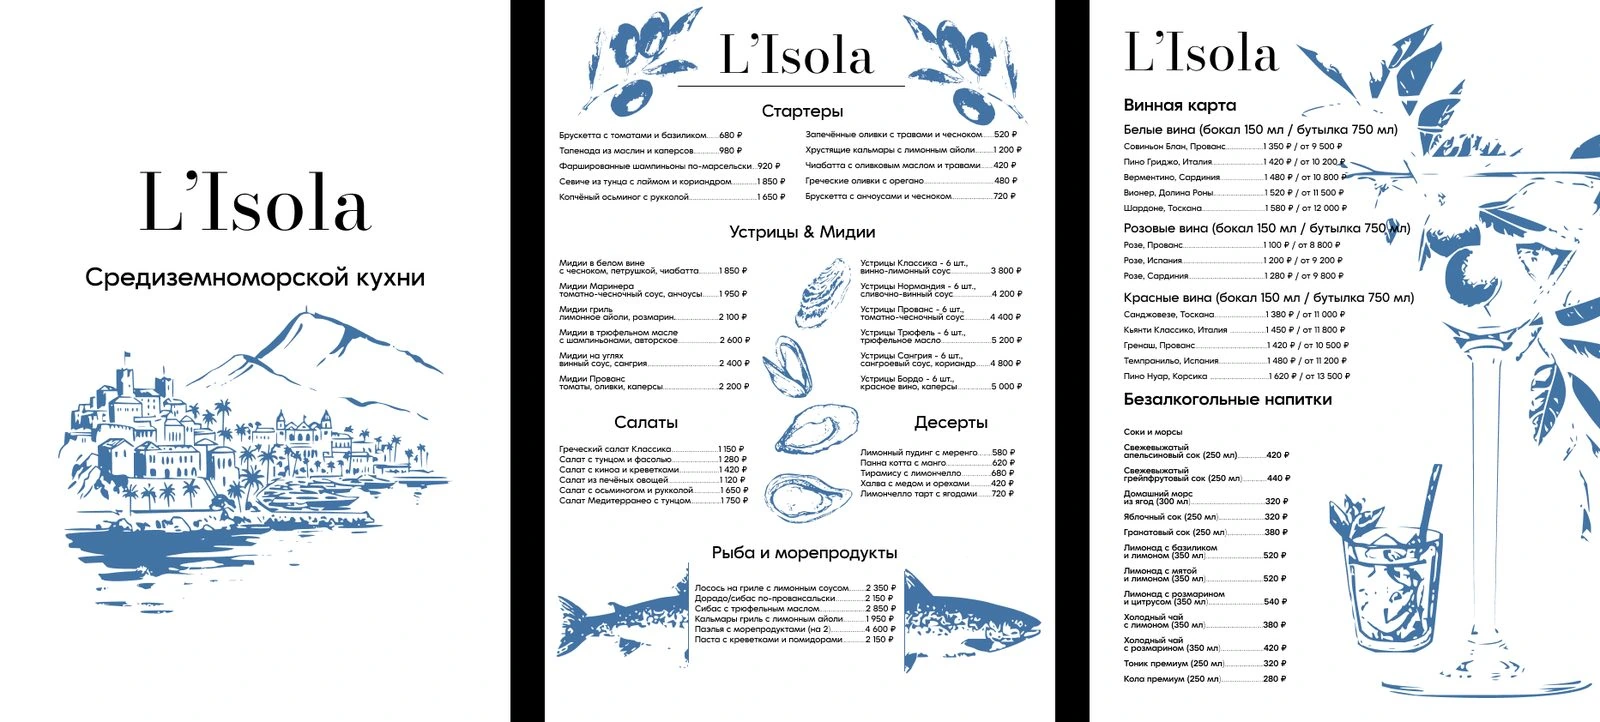 L’Isola
Средиземноморской кухни
L’Isola
Стартеры
Брускетта с томатами и базиликом......680 ₽
Тапенада из маслин и каперсов..........980 ₽
Фаршированные шампиньоны по-марсельски..920 ₽
Севиче из тунца с лаймом и кориандром..........1 850 ₽
Копчёный осьминог с рукколой..........1 650 ₽
Запечённые оливки с травами и чесноком.....520 ₽
Хрустящие кальмары с лимонным айоли.......1 200 ₽
Чиабатта с оливковым маслом и травами......420 ₽
Греческие оливки с орегано..........480 ₽
Брускетта с анчоусами и чесноком..........720 ₽
Устрицы & Мидии
Мидии в белом вине
с чесноком, петрушкой, чиабатта........1 850 ₽
Мидии Маринера
томатно-чесночный соус, анчоусы......1 950 ₽
Мидии гриль
лимонное айоли, розмарин..........2 100 ₽
Мидии в трюфельном масле
с шампиньонами, авторское..........2 600 ₽
Мидии на углях
винный соус, сангрия..........2 400 ₽
Мидии Прованс
томаты, оливки, каперсы..........2 200 ₽
Устрицы Классика - 6 шт.,
винно-лимонный соус..........3 800 ₽
Устрицы Нормандия - 6 шт.,
сливочно-винный соус..........4 200 ₽
Устрицы Прованс - 6 шт.,
томатно-чесночный соус..........4 400 ₽
Устрицы Трюфель - 6 шт.,
трюфельное масло..........5 200 ₽
Устрицы Сангрия - 6 шт.,
сангроевый соус, кориандр......4 800 ₽
Устрицы Бордо - 6 шт.,
красное вино, каперсы..........5 000 ₽
Салаты
Греческий салат Классика..........1 150 ₽
Салат с тунцом и фасолью..........1 280 ₽
Салат с киноа и креветками..........1 420 ₽
Салат из печёных овощей..........1 120 ₽
Салат с осьминогом и рукколой........1 650 ₽
Салат Медитерранео с тунцом........1 750 ₽
Десерты
Лимонный пудинг с меренго......580 ₽
Панна котта с манго..........620 ₽
Тирамису с лимончелло..........680 ₽
Халва с медом и орехами........420 ₽
Лимончелло тарт с ягодами......720 ₽
Рыба и морепродукты
Лосось на гриле с лимонным соусом.......2 350 ₽
Дорадо/сибас по-провансальски..........2 150 ₽
Сибас с трюфельным маслом..........2 850 ₽
Кальмары гриль с лимонным айоли........1 950 ₽
Паэлья с морепродуктами (на 2)..........4 600 ₽
Паста с креветками и помидорами.........2 150 ₽
L’Isola
Винная карта
Белые вина (бокал 150 мл / бутылка 750 мл)
Совиньон Блан, Прованс..........1 350 ₽ / от 9 500 ₽
Пино Гриджо, Италия..........1 420 ₽ / от 10 200 ₽
Верментино, Сардиния..........1 480 ₽ / от 10 800 ₽
Вионер, Долина Роны..........1 520 ₽ / от 11 500 ₽
Шардоне, Тоскана..........1 580 ₽ / от 12 000 ₽
Розовые вина (бокал 150 мл / бутылка 750 мл)
Розе, Прованс..........1 100 ₽ / от 8 800 ₽
Розе, Испания..........1 200 ₽ / от 9 200 ₽
Розе, Сардиния..........1 280 ₽ / от 9 800 ₽
Красные вина (бокал 150 мл / бутылка 750 мл)
Санджовезе, Тоскана..........1 380 ₽ / от 11 000 ₽
Кьянти Классико, Италия ..........1 450 ₽ / от 11 800 ₽
Гренаш, Прованс..........1 420 ₽ / от 10 500 ₽
Темпранильо, Испания..........1 480 ₽ / от 11 200 ₽
Пино Нуар, Корсика ..........1 620 ₽ / от 13 500 ₽
Безалкогольные напитки
Соки и морсы
Свежевыжатый
апельсиновый сок (250 мл)..........420 ₽
Свежевыжатый
грейпфрутовый сок (250 мл)........440 ₽
Домашний морс
из ягод (300 мл)..........320 ₽
Яблочный сок (250 мл)..........320 ₽
Гранатовый сок (250 мл)..........380 ₽
Лимонад с базиликом
и лимоном (350 мл)..........520 ₽
Лимонад с мятой
и лимоном (350 мл)..........520 ₽
Лимонад с розмарином
и цитрусом (350 мл)..........540 ₽
Холодный чай
с лимоном (350 мл)..........380 ₽
Холодный чай
с розмарином (350 мл)..........420 ₽
Тоник премиум (250 мл)..........320 ₽
Кола премиум (250 мл)..........280 ₽